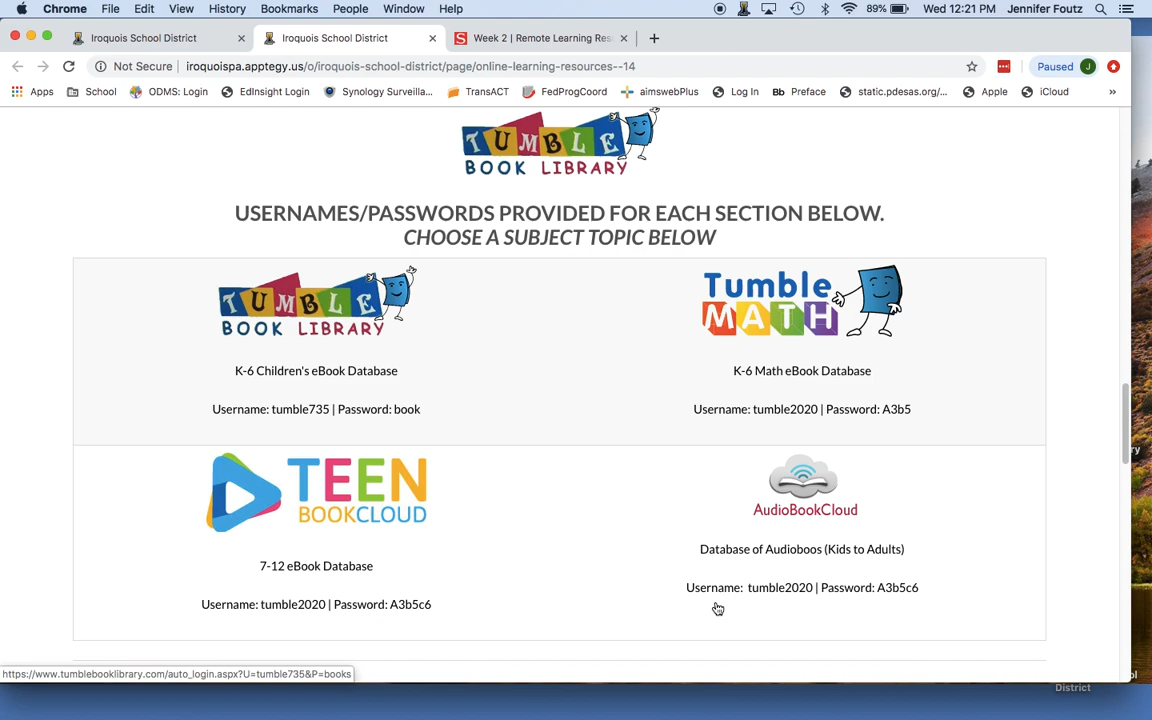 Chrome File Edit View History Bookmarks People Window Help 89% Wed 12:21 PM Jennifer Foutz
Iroquois School District Iroquois School District Week 2 | Remote Learning Res
Not Secure iroquoispa.apptegy.us/o/iroquois-school-district/page/online-learning-resources--14 Paused J
Apps School ODMS: Login EdInsight Login Synology Surveilla... TransACT FedProgCoord aimswebPlus Log In Bb Preface static.pdesas.org/... Apple iCloud »
TUMBLE
BOOK LIBRARY
USERNAMES/PASSWORDS PROVIDED FOR EACH SECTION BELOW.
CHOOSE A SUBJECT TOPIC BELOW
TUMBLE
BOOK LIBRARY
K-6 Children's eBook Database
Username: tumble735 | Password: book
Tumble
MATH
K-6 Math eBook Database
Username: tumble2020 | Password: A3b5
TEEN
BOOKCLOUD
7-12 eBook Database
Username: tumble2020 | Password: A3b5c6
AudioBookCloud
Database of Audioboos (Kids to Adults)
Username: tumble2020 | Password: A3b5c6
https://www.tumblebooklibrary.com/auto_login.aspx?U=tumble735&P=books
District